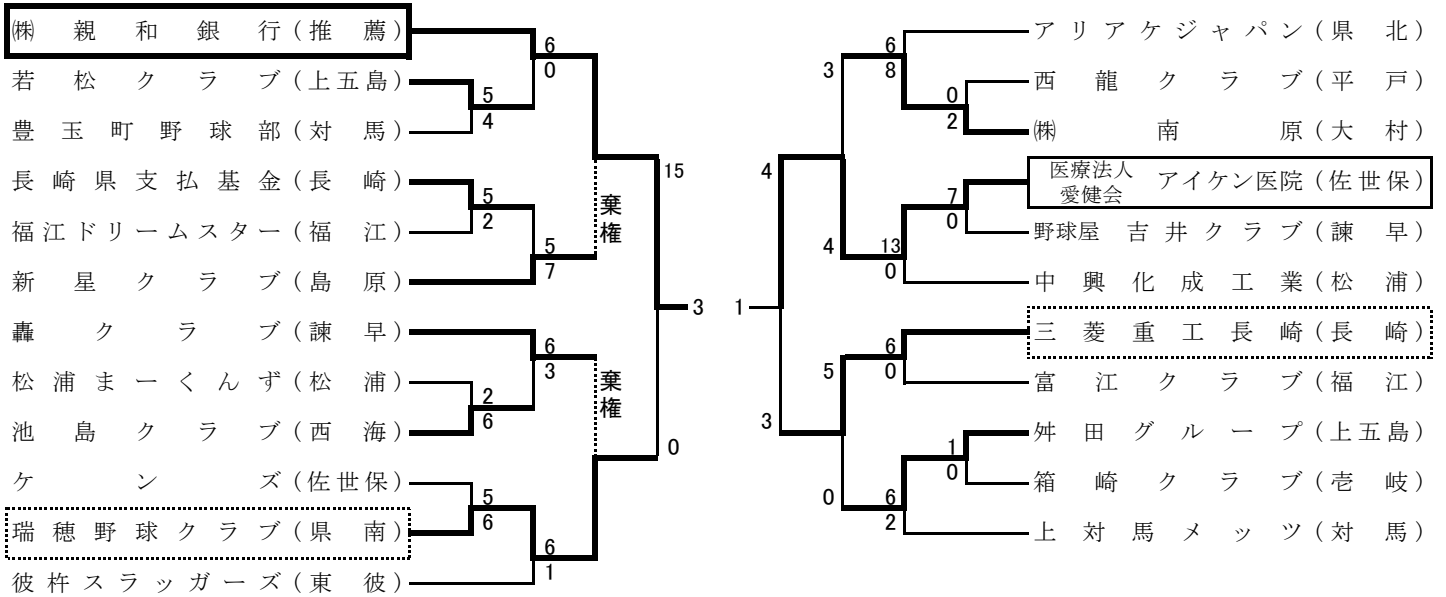 ㈱親和銀行(推薦)
若松クラブ(上五島)
豊玉町野球部(対馬)
長崎県支払基金(長崎)
福江ドリームスター(福江)
新星クラブ(島原)
轟クラブ(諫早)
松浦まーくんず(松浦)
池島クラブ(西海)
ケンズ(佐世保)
瑞穂野球クラブ(県南)
彼杵スラッガーズ(東彼)
6
0
5
4
5
2
5
7
6
3
2
6
5
6
6
1
棄権
棄権
15
0
3
1
4
3
3
4
5
0
6
8
0
2
7
0
13
0
6
0
1
0
6
2
アリアケジャパン(県北)
西龍クラブ(平戸)
㈱南原(大村)
医療法人
愛健会 アイケン医院(佐世保)
野球屋 吉井クラブ(諫早)
中興化成工業(松浦)
三菱重工長崎(長崎)
富江クラブ(福江)
舛田グループ(上五島)
箱崎クラブ(壱岐)
上対馬メッツ(対馬)